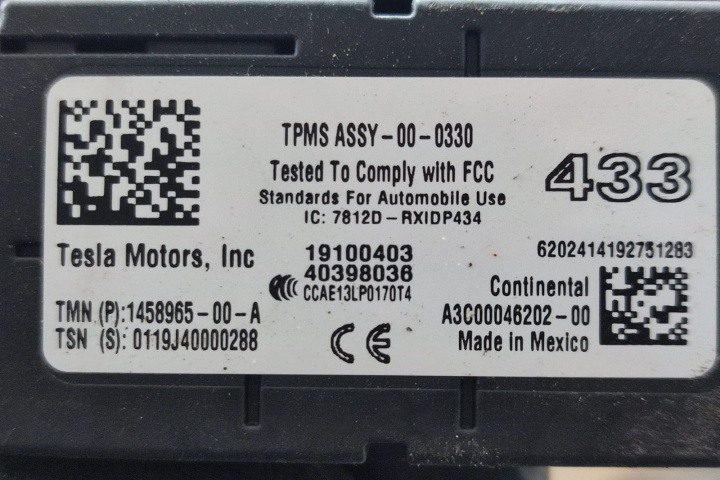 TPMS ASSY-00-0330
Tested To Comply with FCC
Standards For Automobile Use
IC: 7812D-RXIDP434
433
Tesla Motors, Inc
19100403
40398036
CCAE13LP0170T4
6202414192751283
TMN (P):1458965-00-A
TSN (S): 0119J40000288
CE
Continental
A3C00046202-00
Made in Mexico